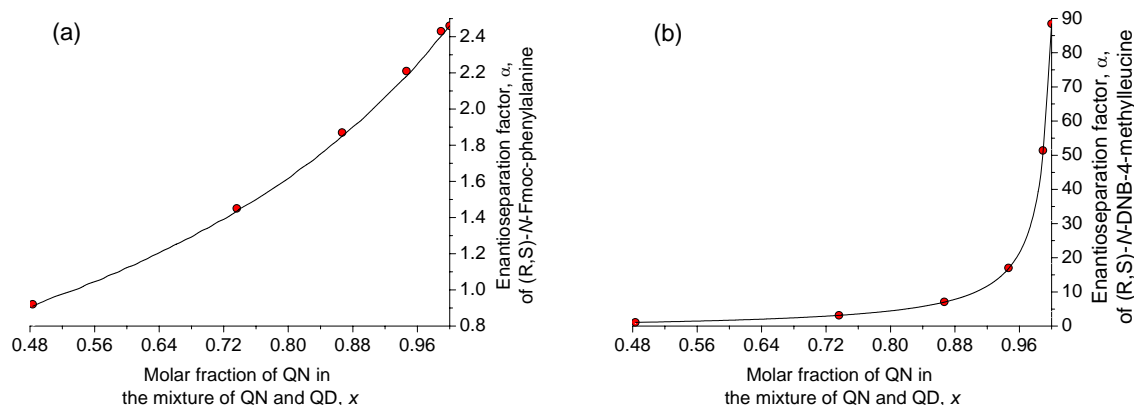 (a)
2.4
2.2
2.0
1.8
1.6
1.4
1.2
1.0
0.8
Enantioseparation factor, α,
of (R,S)-N-Fmoc-phenylalanine
0.48 0.56 0.64 0.72 0.80 0.88 0.96
Molar fraction of QN in
the mixture of QN and QD, x
(b)
90
80
70
60
50
40
30
20
10
0
Enantioseparation factor, α,
of (R,S)-N-DNB-4-methylleucine
0.48 0.56 0.64 0.72 0.80 0.88 0.96
Molar fraction of QN in
the mixture of QN and QD, x